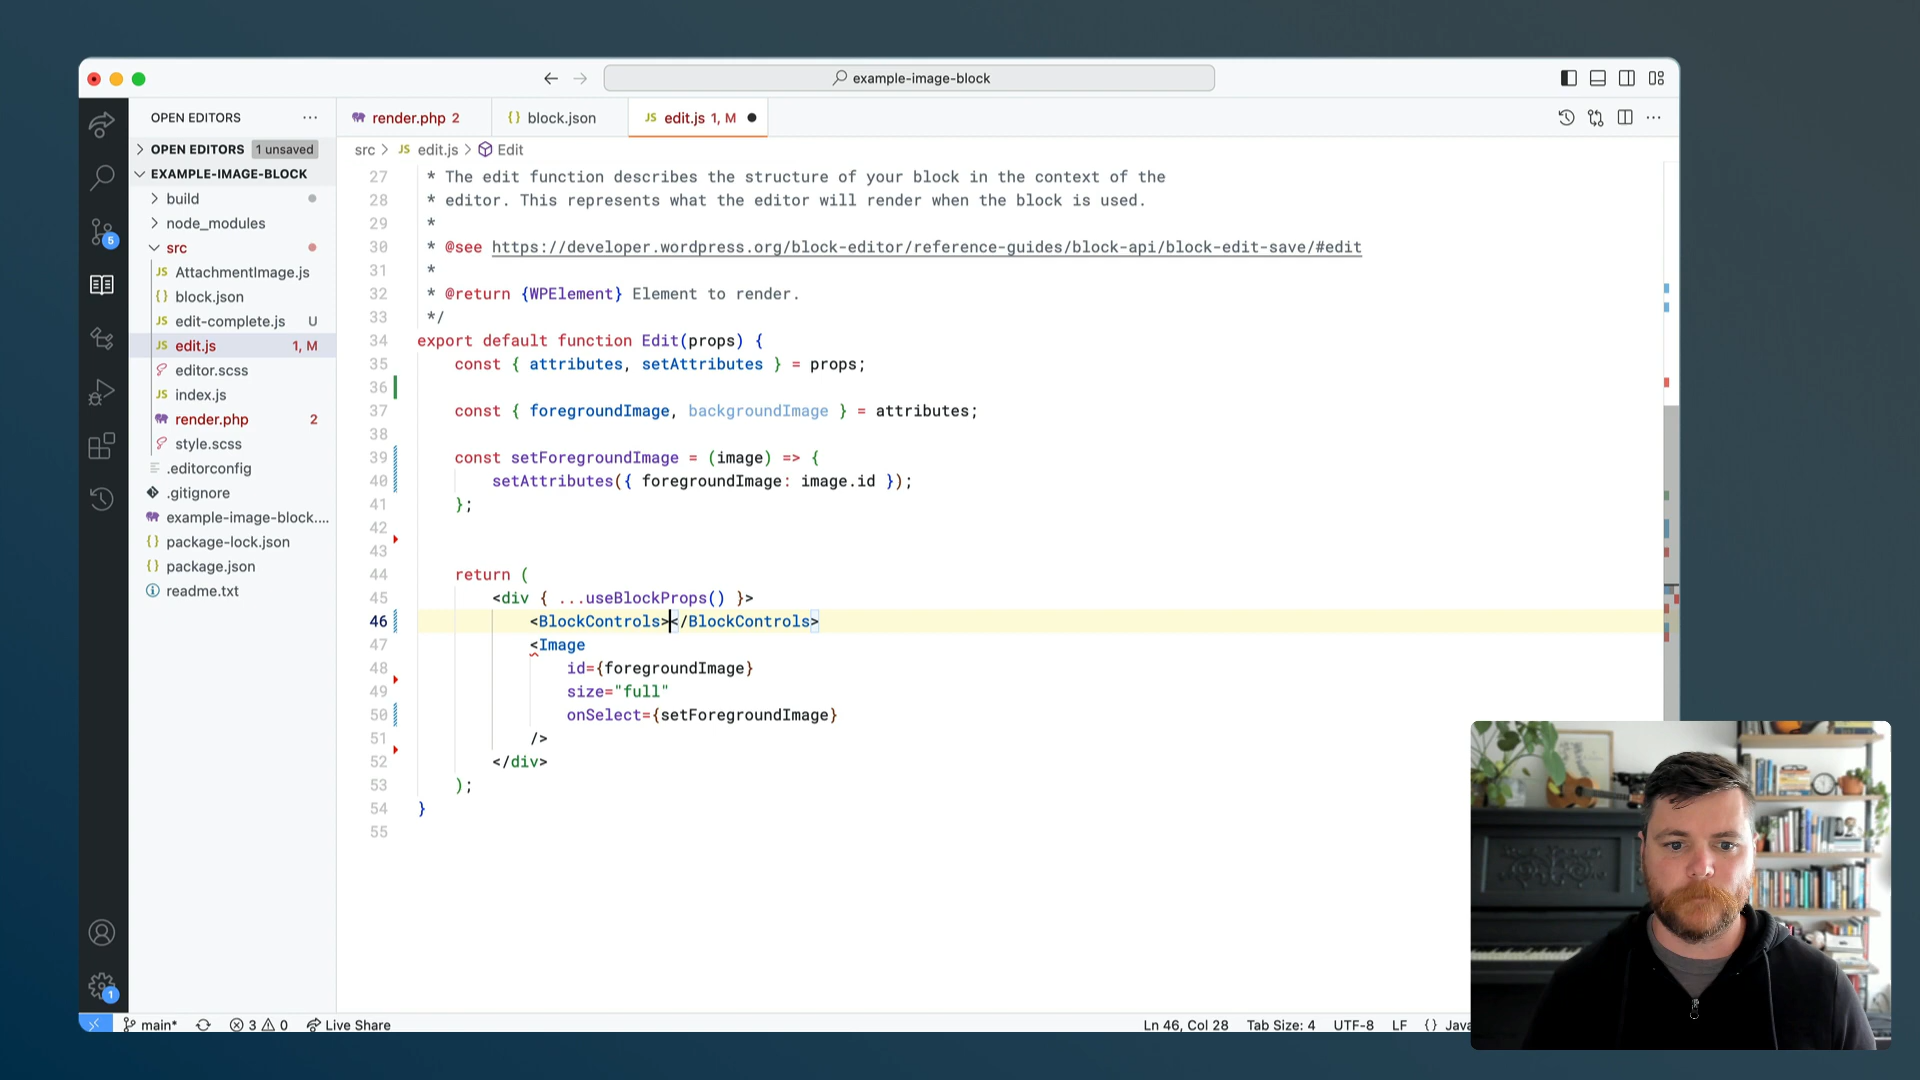 example-image-block
OPEN EDITORS
render.php 2
block.json
edit.js 1, M
OPEN EDITORS 1 unsaved
src > JS edit.js > Edit
EXAMPLE-IMAGE-BLOCK
build
node_modules
src
JS AttachmentImage.js
{} block.json
JS edit-complete.js U
JS edit.js 1, M
editor.scss
JS index.js
render.php 2
style.scss
.editorconfig
.gitignore
example-image-block....
{} package-lock.json
{} package.json
readme.txt
27 * The edit function describes the structure of your block in the context of the
28 * editor. This represents what the editor will render when the block is used.
29 *
30 * @see https://developer.wordpress.org/block-editor/reference-guides/block-api/block-edit-save/#edit
31 *
32 * @return {WPElement} Element to render.
33 */
34 export default function Edit(props) {
35 const { attributes, setAttributes } = props;
36
37 const { foregroundImage, backgroundImage } = attributes;
38
39 const setForegroundImage = (image) => {
40 setAttributes({ foregroundImage: image.id });
41 };
42
43
44 return (
45 <div { ...useBlockProps() }>
46 <BlockControls></BlockControls>
47 <Image
48 id={foregroundImage}
49 size="full"
50 onSelect={setForegroundImage}
51 />
52 </div>
53 );
54 }
55
5
1
main* 3 0 Live Share
Ln 46, Col 28 Tab Size: 4 UTF-8 LF {} Java